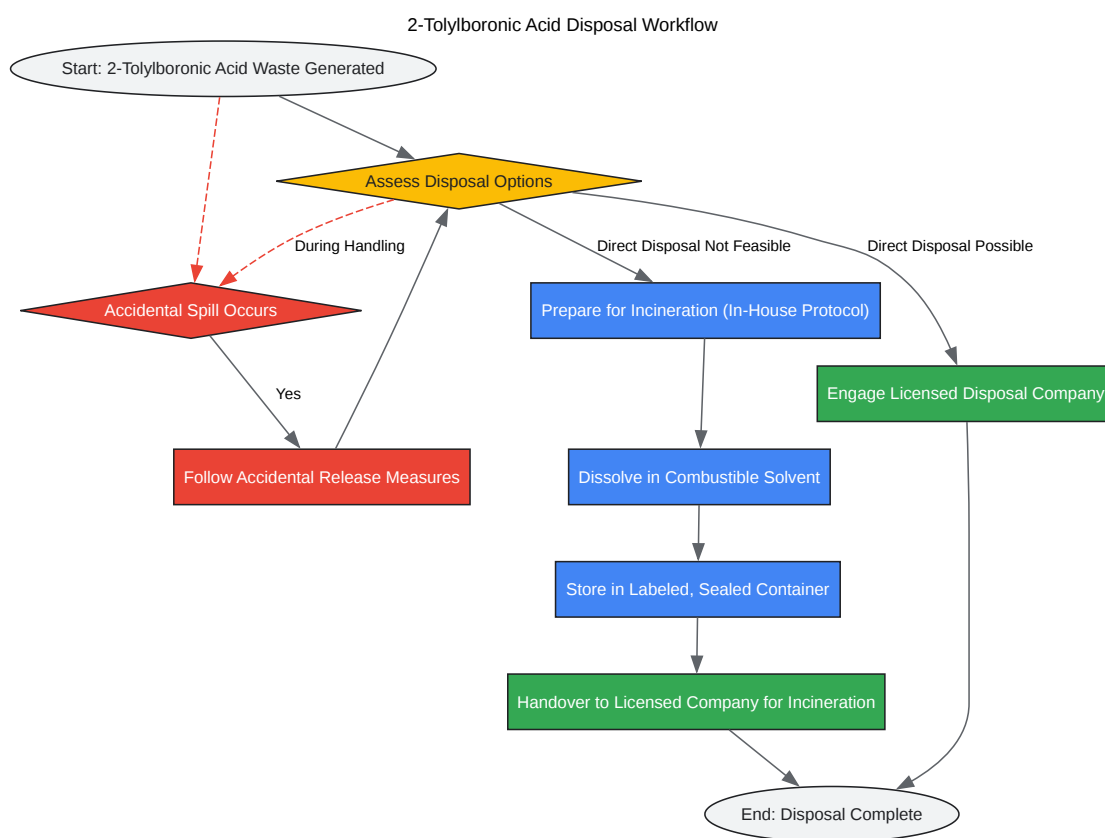 2-Tolylboronic Acid Disposal Workflow
Start: 2-Tolylboronic Acid Waste Generated
Assess Disposal Options
During Handling
Direct Disposal Not Feasible
Direct Disposal Possible
Accidental Spill Occurs
Prepare for Incineration (In-House Protocol)
Yes
Engage Licensed Disposal Company
Follow Accidental Release Measures
Dissolve in Combustible Solvent
Store in Labeled, Sealed Container
Handover to Licensed Company for Incineration
End: Disposal Complete